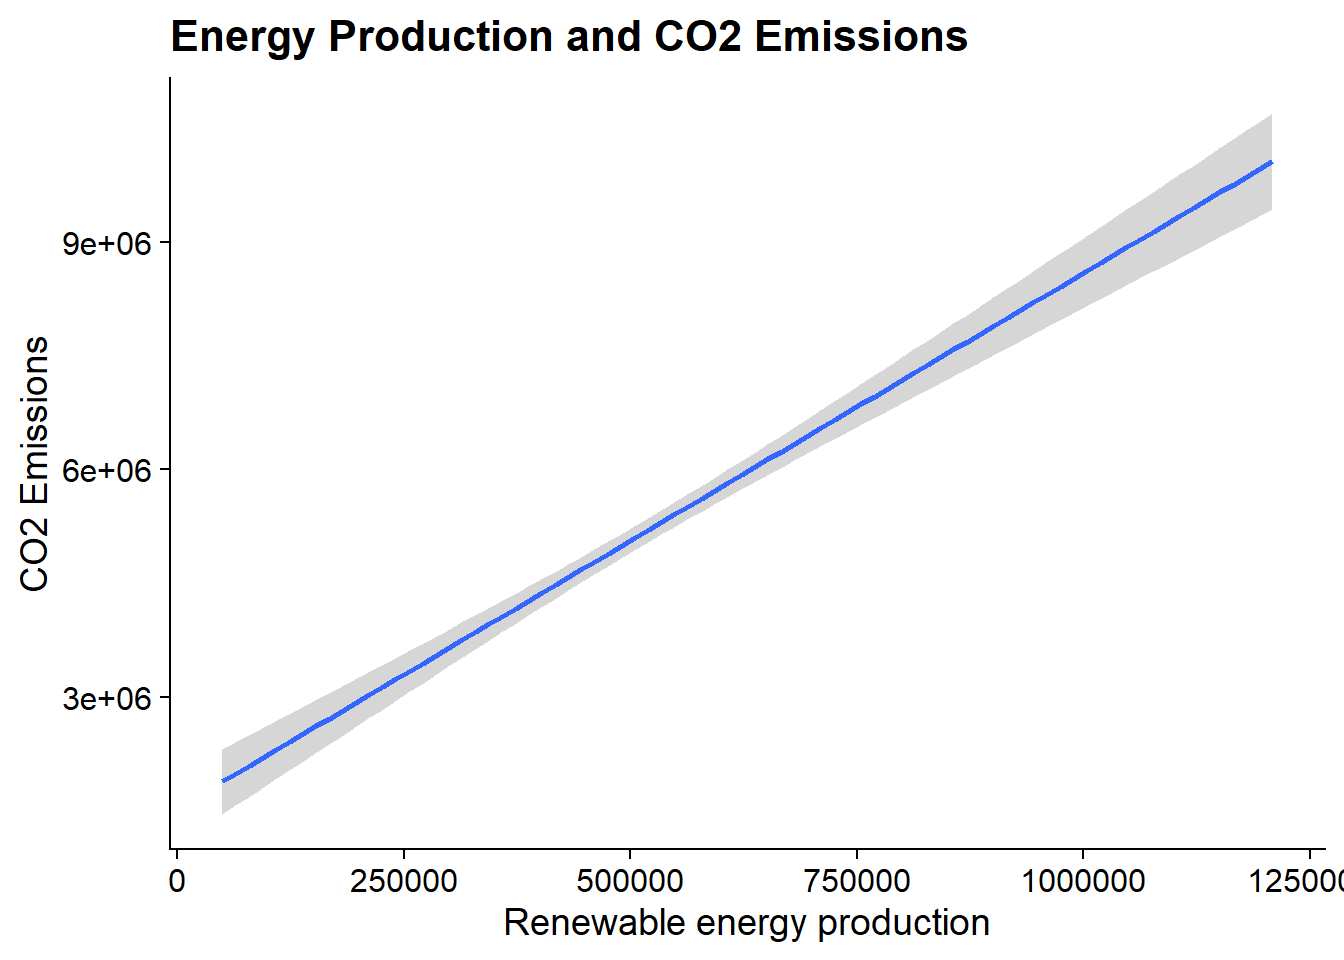 Energy Production and CO2 Emissions
CO2 Emissions
9e+06
6e+06
3e+06
0 250000 500000 750000 1000000 125000
Renewable energy production